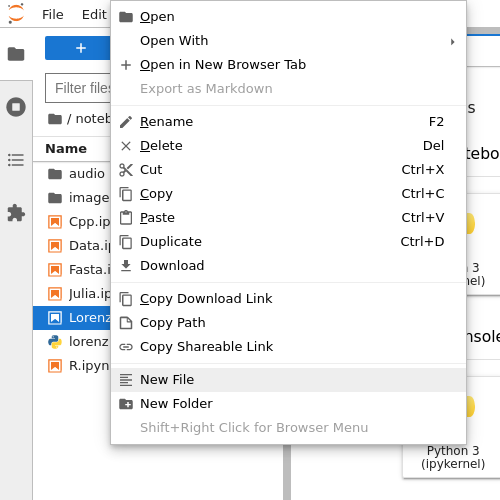 File
Edit
+
Filter files
/ noteb
Name
audio
image
Cpp.ip
Data.ip
Fasta.i
Julia.ip
Lorenz
lorenz
R.ipyn
Open
Open With
Open in New Browser Tab
Export as Markdown
Rename F2
Delete Del
Cut Ctrl+X
Copy Ctrl+C
Paste Ctrl+V
Duplicate Ctrl+D
Download
Copy Download Link
Copy Path
Copy Shareable Link
New File
New Folder
Shift+Right Click for Browser Menu
s
tebo
3
nel)
nsole
Python 3
(ipykernel)